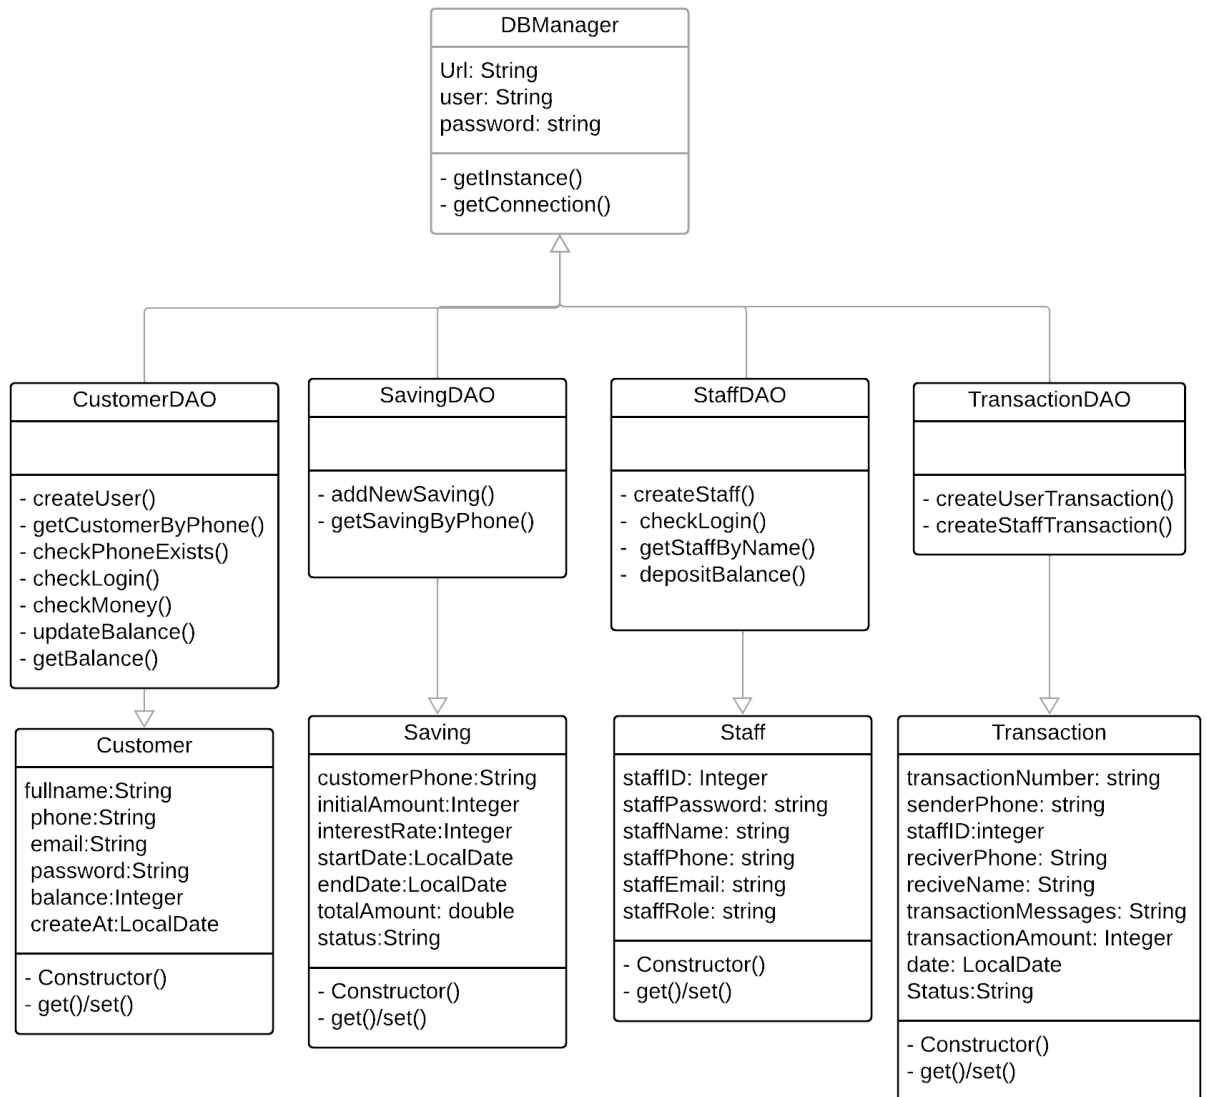 DBManager
Url: String
user: String
password: string
- getInstance()
- getConnection()
CustomerDAO
- createUser()
- getCustomerByPhone()
- checkPhoneExists()
- checkLogin()
- checkMoney()
- updateBalance()
- getBalance()
SavingDAO
- addNewSaving()
- getSavingByPhone()
StaffDAO
- createStaff()
- checkLogin()
- getStaffByName()
- depositBalance()
TransactionDAO
- createUserTransaction()
- createStaffTransaction()
Customer
fullname:String
phone:String
email:String
password:String
balance:Integer
createAt:LocalDate
- Constructor()
- get()/set()
Saving
customerPhone:String
initialAmount:Integer
interestRate:Integer
startDate:LocalDate
endDate:LocalDate
totalAmount: double
status:String
- Constructor()
- get()/set()
Staff
staffID: Integer
staffPassword: string
staffName: string
staffPhone: string
staffEmail: string
staffRole: string
- Constructor()
- get()/set()
Transaction
transactionNumber: string
senderPhone: string
staffID:integer
reciverPhone: String
reciveName: String
transactionMessages: String
transactionAmount: Integer
date: LocalDate
Status:String
- Constructor()
- get()/set()